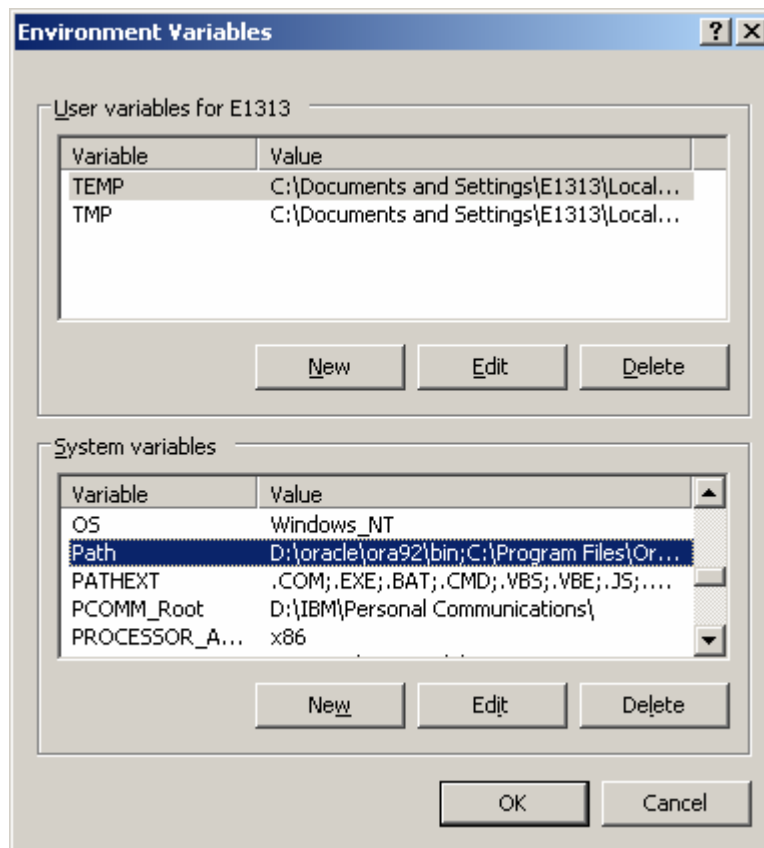 Environment Variables
User variables for E1313
Variable Value
TEMP C:\Documents and Settings\E1313\Local...
TMP C:\Documents and Settings\E1313\Local...
New Edit Delete
System variables
Variable Value
OS Windows_NT
Path D:\oracle\ora92\bin;C:\Program Files\Or...
PATHEXT .COM;.EXE;.BAT;.CMD;.VBS;.VBE;.JS;....
PCOMM_Root D:\IBM\Personal Communications\
PROCESSOR_A... x86
New Edit Delete
OK Cancel